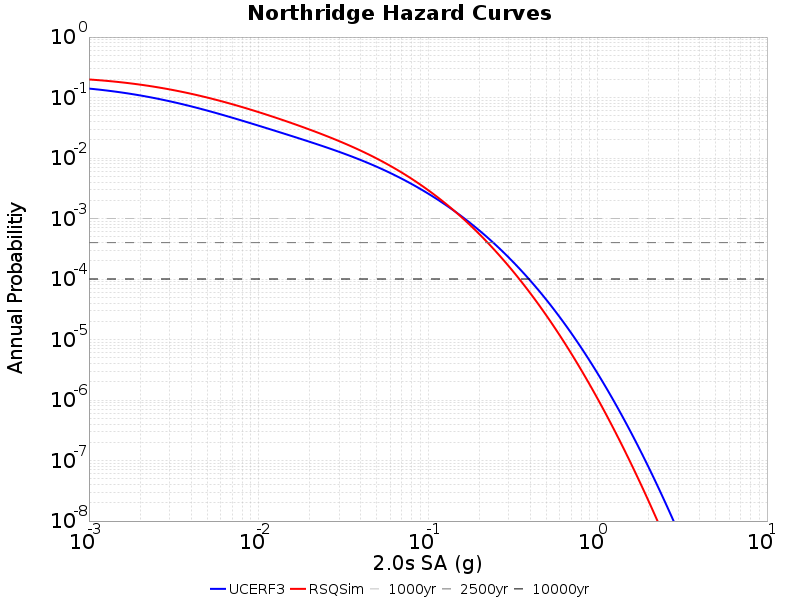 Northridge Hazard Curves
10^0
10^-1
10^-2
10^-3
10^-4
10^-5
10^-6
10^-7
10^-8
Annual Probabilitiy
10^-3 10^-2 10^-1 10^0 10^1
2.0s SA (g)
UCERF3 RSQSim 1000yr 2500yr 10000yr